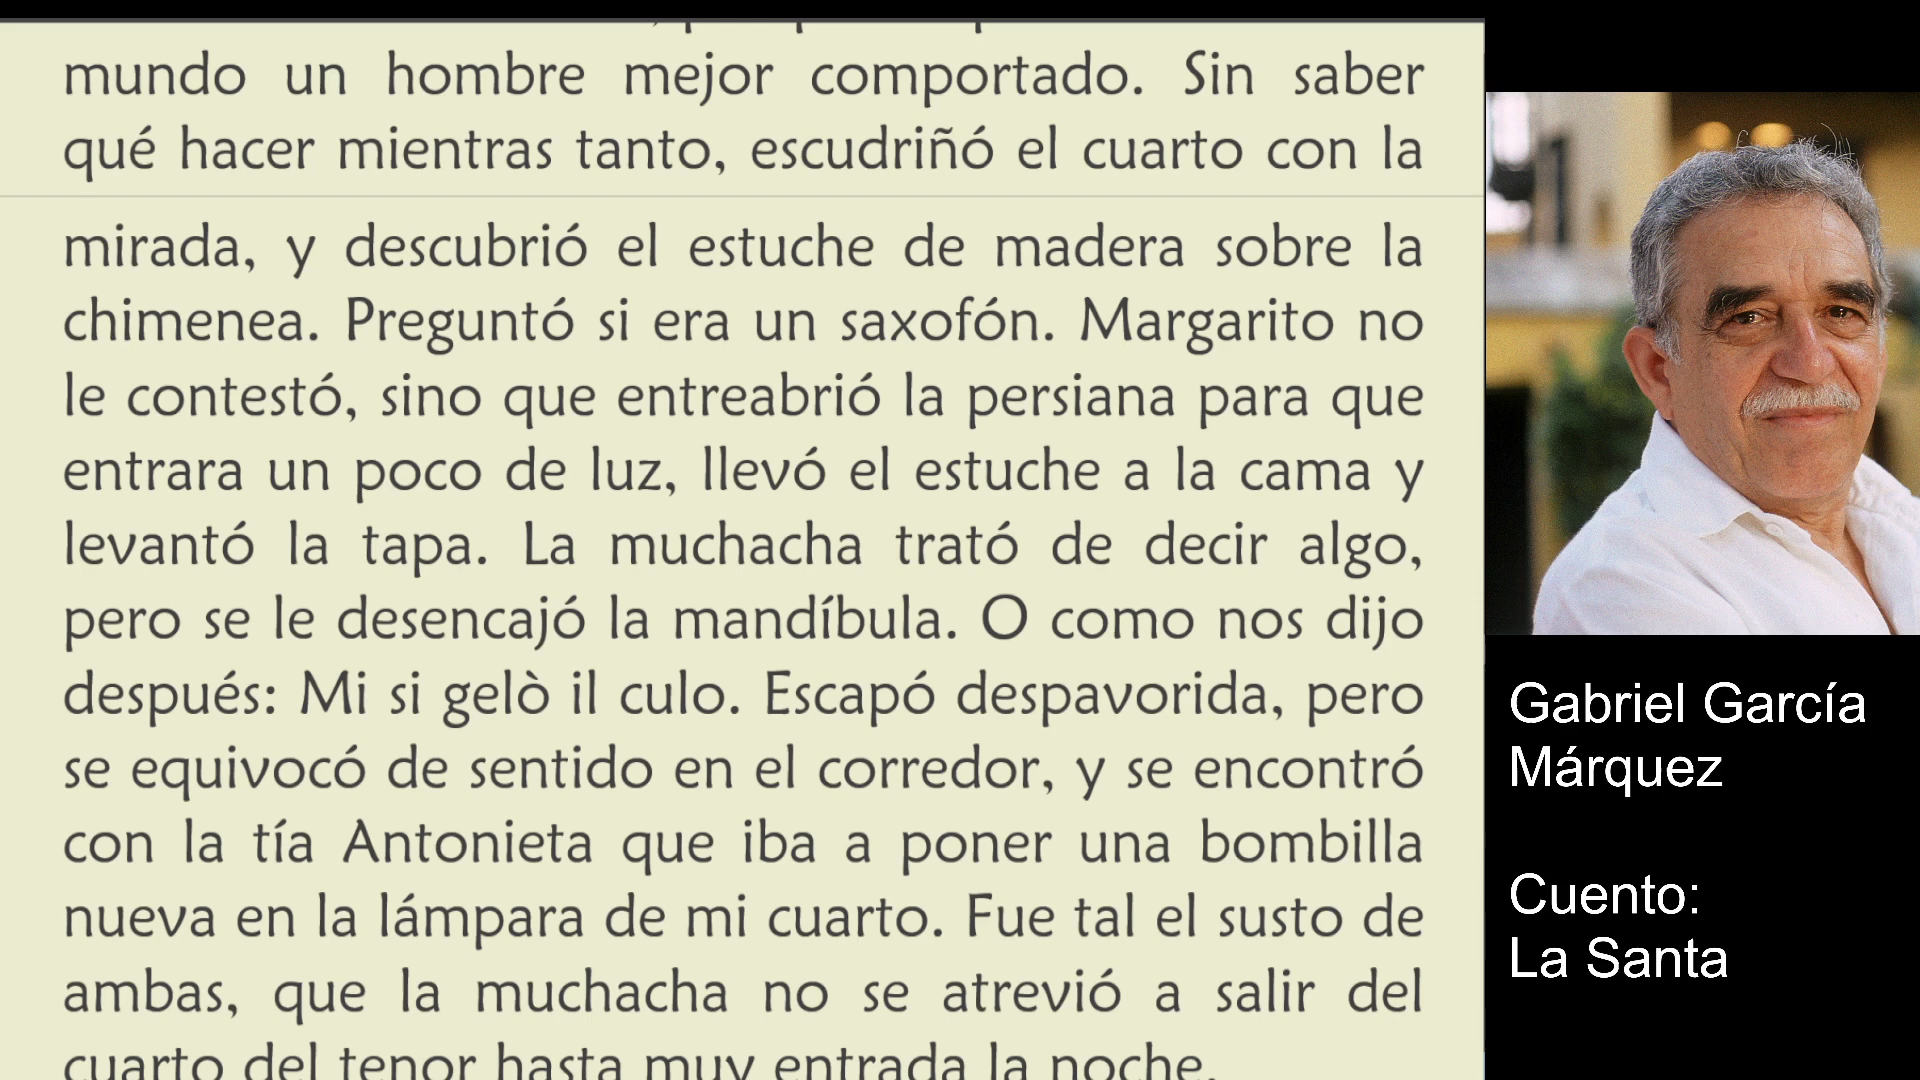 mundo un hombre mejor comportado. Sin saber
qué hacer mientras tanto, escudriñó el cuarto con la
mirada, y descubrió el estuche de madera sobre la
chimenea. Preguntó si era un saxofón. Margarito no
le contestó, sino que entreabrió la persiana para que
entrara un poco de luz, llevó el estuche a la cama y
levantó la tapa. La muchacha trató de decir algo,
pero se le desencajó la mandíbula. O como nos dijo
después: Mi si gelò il culo. Escapó despavorida, pero
se equivocó de sentido en el corredor, y se encontró
con la tía Antonieta que iba a poner una bombilla
nueva en la lámpara de mi cuarto. Fue tal el susto de
ambas, que la muchacha no se atrevió a salir del
cuarto del tenor hasta muy entrada la noche.
Gabriel García
Márquez
Cuento:
La Santa